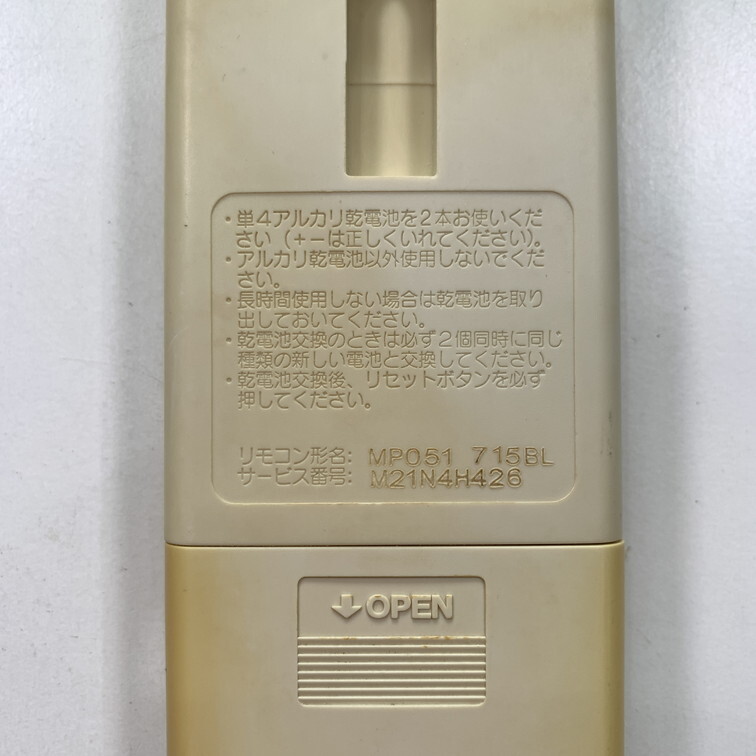 ・単4アルカリ乾電池を2本お使いくだ
さい（+−は正しくいれてください）。
・アルカリ乾電池以外使用しないでくだ
さい。
・長時間使用しない場合は乾電池を取り
出しておいてください。
・乾電池交換のときは必ず2個同時に同じ
種類の新しい電池と交換してください。
・乾電池交換後、リセットボタンを必ず
押してください。
リモコン形名: MP051 715BL
サービス番号: M21N4H426
↓OPEN